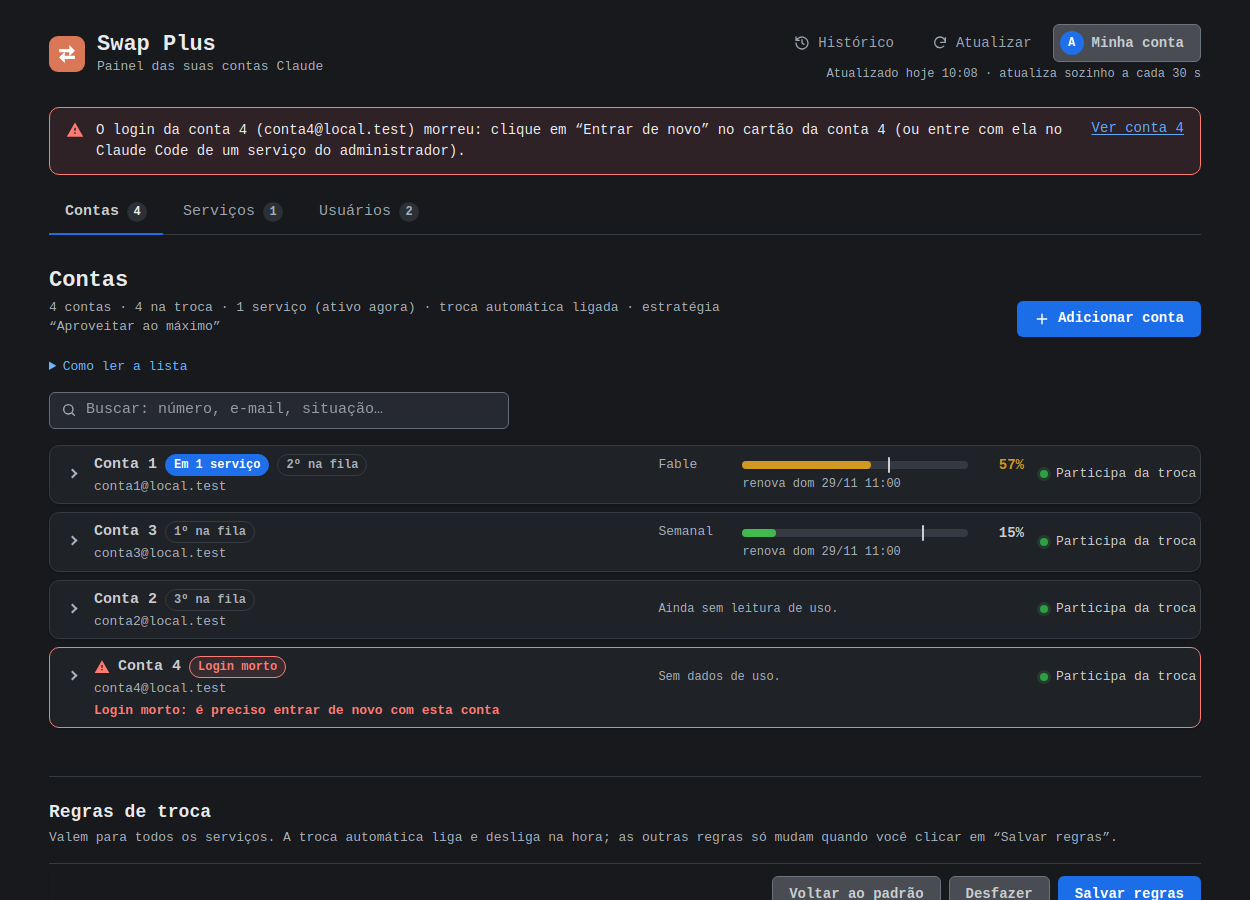 Swap Plus
Painel das suas contas Claude
Histórico
Atualizar
A Minha conta
Atualizado hoje 10:08 · atualiza sozinho a cada 30 s
O login da conta 4 (conta4@local.test) morreu: clique em “Entrar de novo” no cartão da conta 4 (ou entre com ela no
Claude Code de um serviço do administrador).
Ver conta 4
Contas 4
Serviços 1
Usuários 2
Contas
4 contas · 4 na troca · 1 serviço (ativo agora) · troca automática ligada · estratégia
“Aproveitar ao máximo”
Adicionar conta
Como ler a lista
Buscar: número, e-mail, situação…
Conta 1 Em 1 serviço 2º na fila
conta1@local.test
Fable 57%
renova dom 29/11 11:00
Participa da troca
Conta 3 1º na fila
conta3@local.test
Semanal 15%
renova dom 29/11 11:00
Participa da troca
Conta 2 3º na fila
conta2@local.test
Ainda sem leitura de uso.
Participa da troca
Conta 4 Login morto
conta4@local.test
Login morto: é preciso entrar de novo com esta conta
Sem dados de uso.
Participa da troca
Regras de troca
Valem para todos os serviços. A troca automática liga e desliga na hora; as outras regras só mudam quando você clicar em “Salvar regras”.
Voltar ao padrão
Desfazer
Salvar regras